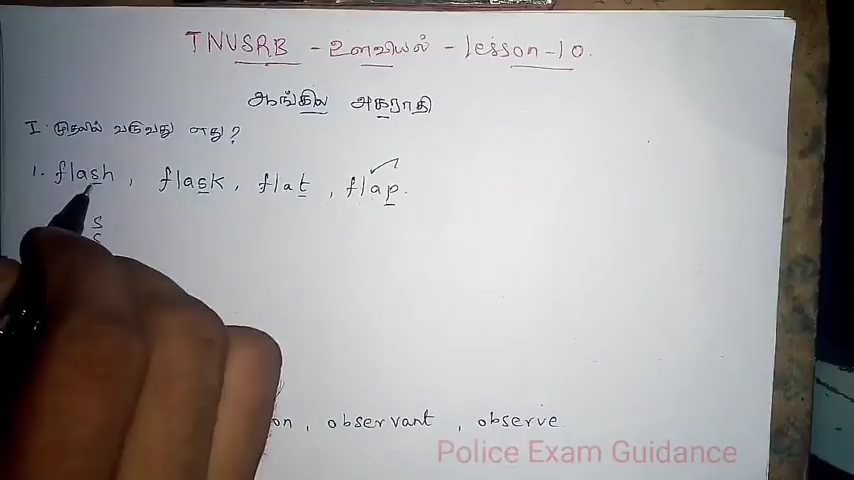 TNUSRB - உளவியல் - lesson - 10.
ஆங்கில அகராதி
I. முதலில் வருவது எது?
1. flash, flask, flat, flap.
S
S
on, observant, observe
Police Exam Guidance